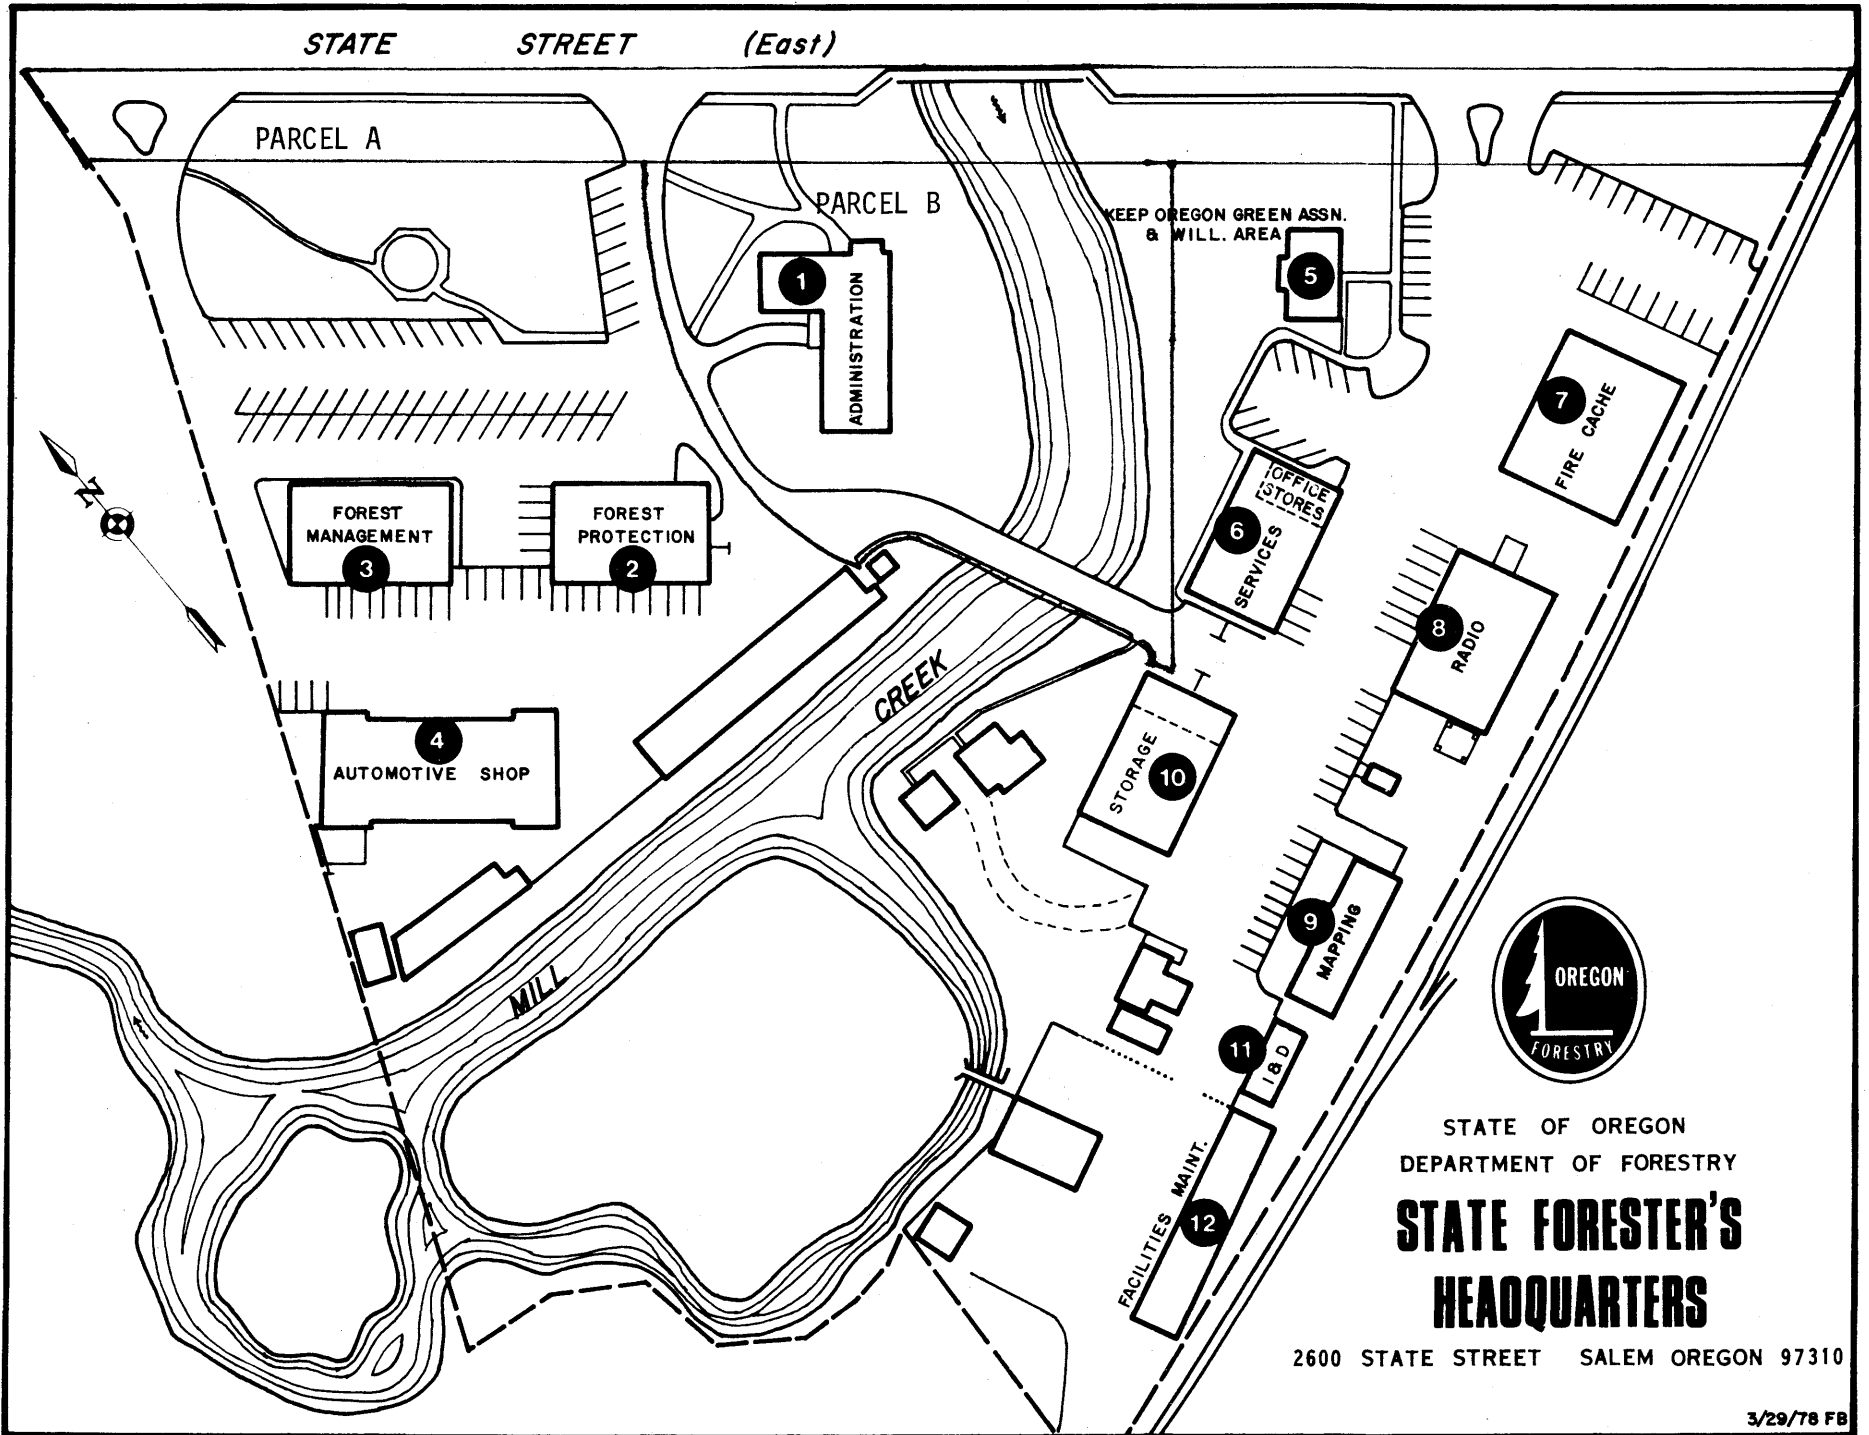 STATE STREET (East)
PARCEL A
PARCEL B
KEEP OREGON GREEN ASSN.
& WILL. AREA
1
ADMINISTRATION
5
7
FIRE CACHE
N
FOREST
MANAGEMENT
3
FOREST
PROTECTION
2
OFFICE
STORES
6
SERVICES
8
RADIO
4
AUTOMOTIVE SHOP
MILL CREEK
STORAGE
10
9
MAPPING
11
I & D
FACILITIES MAINT.
12
OREGON
FORESTRY
STATE OF OREGON
DEPARTMENT OF FORESTRY
STATE FORESTER'S
HEADQUARTERS
2600 STATE STREET SALEM OREGON 97310
3/29/78 FB